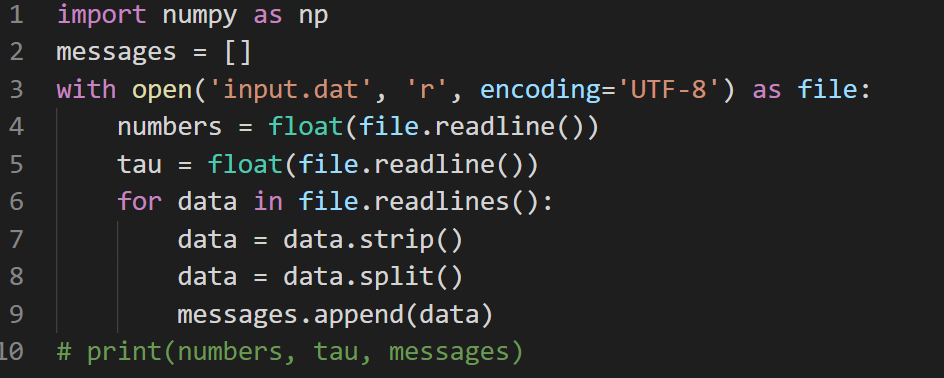 1 import numpy as np
2 messages = []
3 with open('input.dat', 'r', encoding='UTF-8') as file:
4     numbers = float(file.readline())
5     tau = float(file.readline())
6     for data in file.readlines():
7         data = data.strip()
8         data = data.split()
9         messages.append(data)
10 # print(numbers, tau, messages)